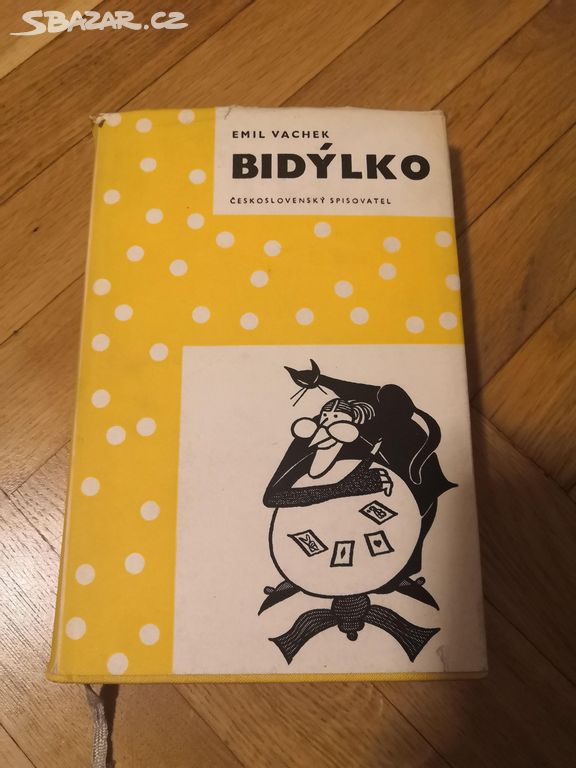 SBAZAR.CZ
EMIL VACHEK
BIDÝLKO
ČESKOSLOVENSKÝ SPISOVATEL